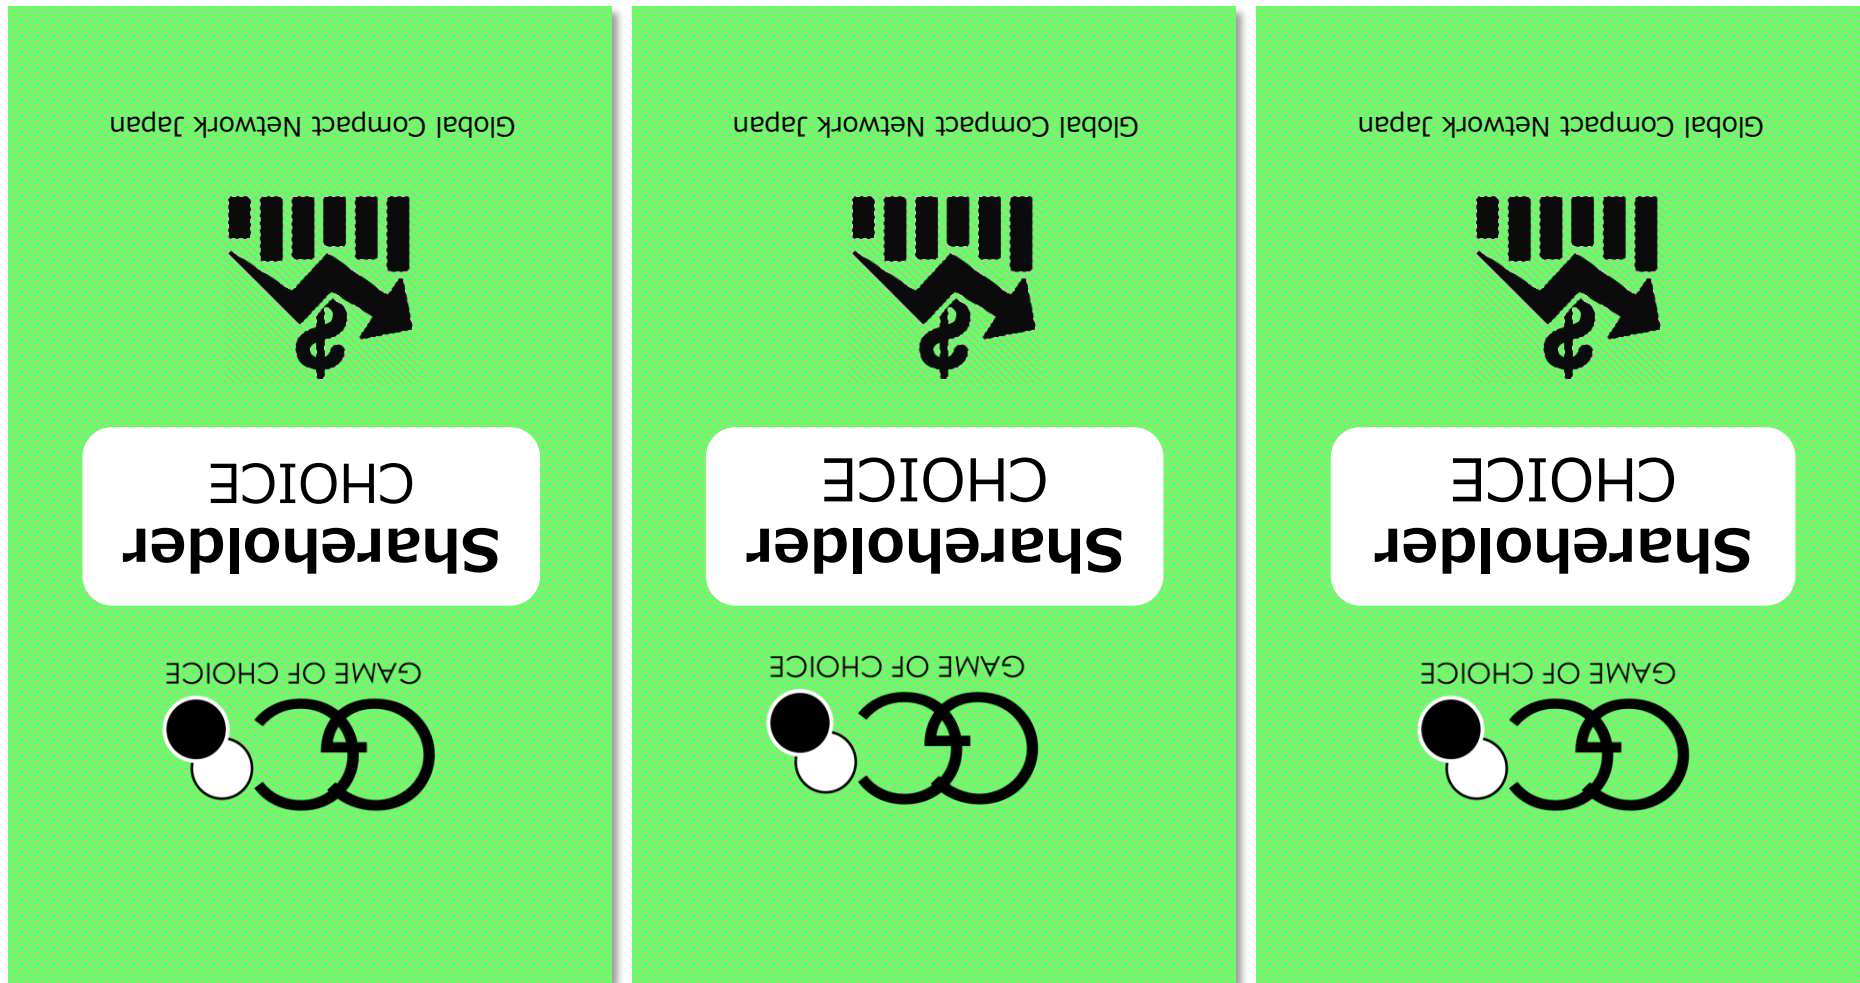 GAME OF CHOICE
Shareholder
CHOICE
Global Compact Network Japan
GAME OF CHOICE
Shareholder
CHOICE
Global Compact Network Japan
GAME OF CHOICE
Shareholder
CHOICE
Global Compact Network Japan